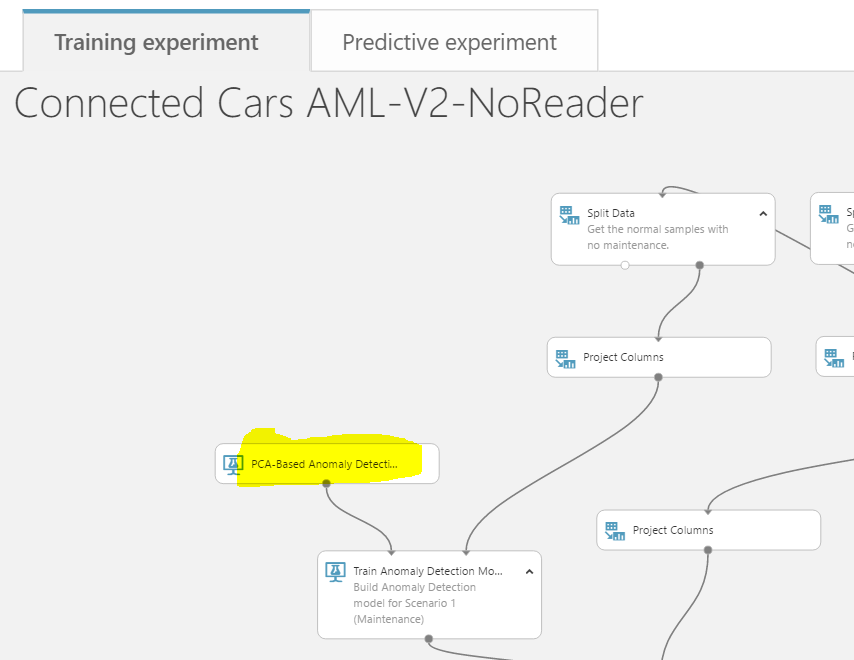 Training experiment
Predictive experiment
Connected Cars AML-V2-NoReader
Split Data
Get the normal samples with
no maintenance.
Project Columns
PCA-Based Anomaly Detecti...
Project Columns
Train Anomaly Detection Mo...
Build Anomaly Detection
model for Scenario 1
(Maintenance)